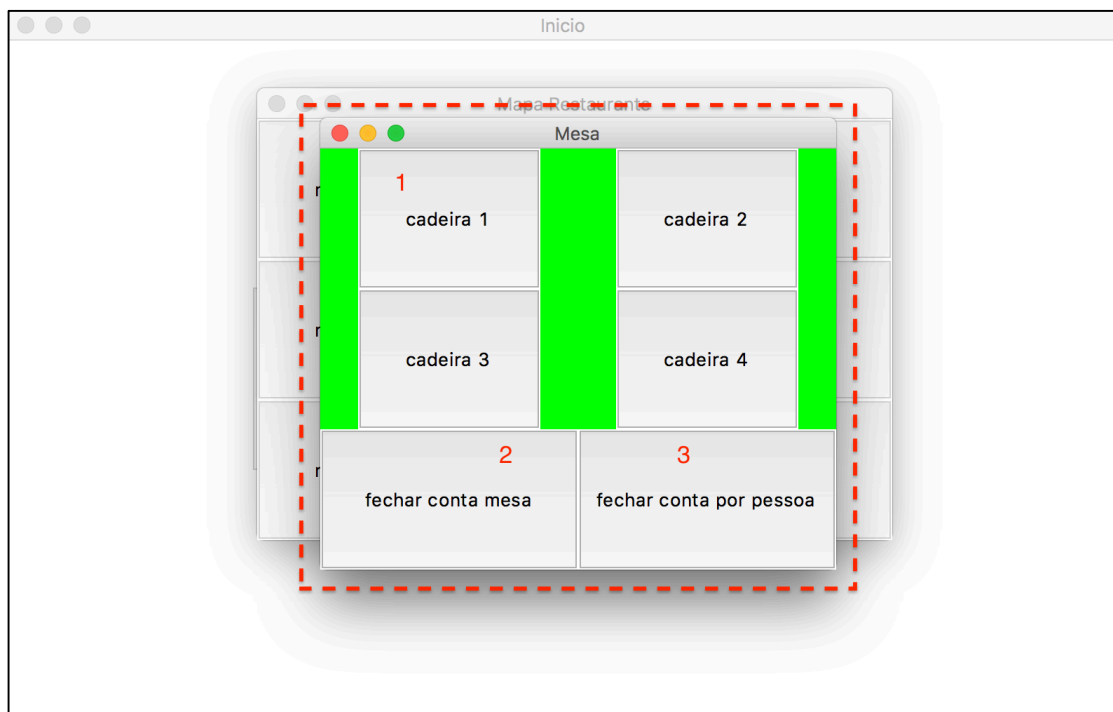 Inicio
Mapa Restaurante
Mesa
1
cadeira 1
cadeira 2
cadeira 3
cadeira 4
2
3
fechar conta mesa
fechar conta por pessoa